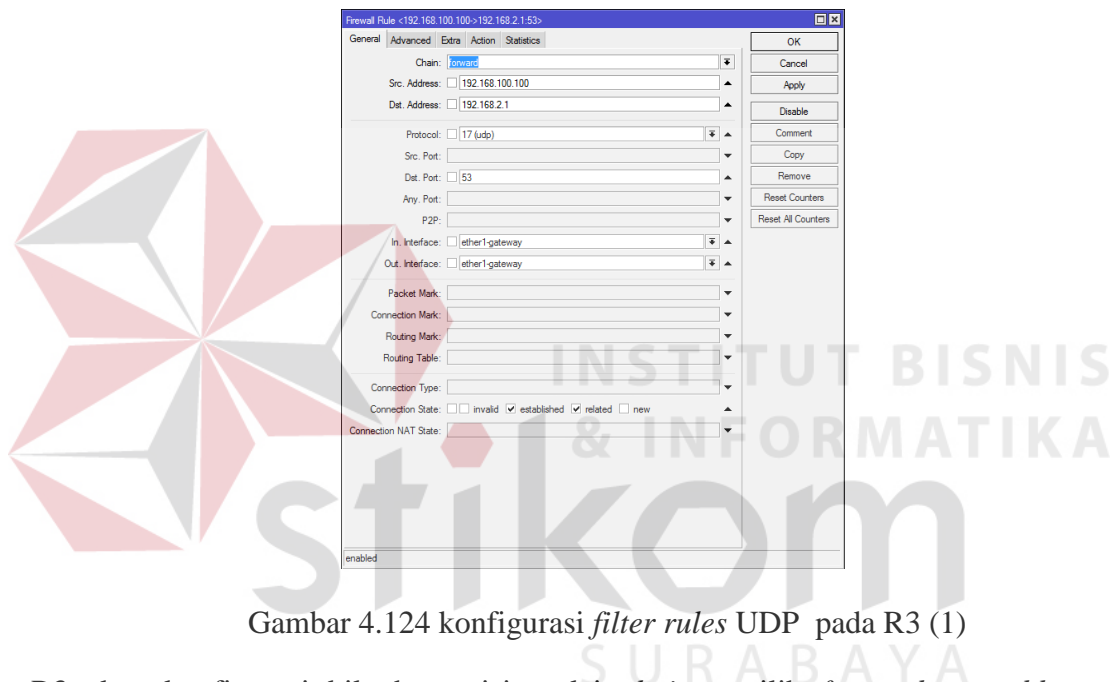 Firewall Rule <192.168.100.100->192.168.2.1:53>
General Advanced Extra Action Statistics
OK
Chain: forward
Cancel
Src. Address: 192.168.100.100
Apply
Dst. Address: 192.168.2.1
Disable
Protocol: 17 (udp)
Comment
Src. Port:
Copy
Dst. Port: 53
Remove
Any. Port:
Reset Counters
P2P:
Reset All Counters
In. Interface: ether1-gateway
Out. Interface: ether1-gateway
Packet Mark:
Connection Mark:
Routing Mark:
Routing Table:
Connection Type:
Connection State: invalid established related new
Connection NAT State:
enabled
INSTITUT BISNIS
& INFORMATIKA
stikom
SURABAYA
Gambar 4.124 konfigurasi filter rules UDP pada R3 (1)